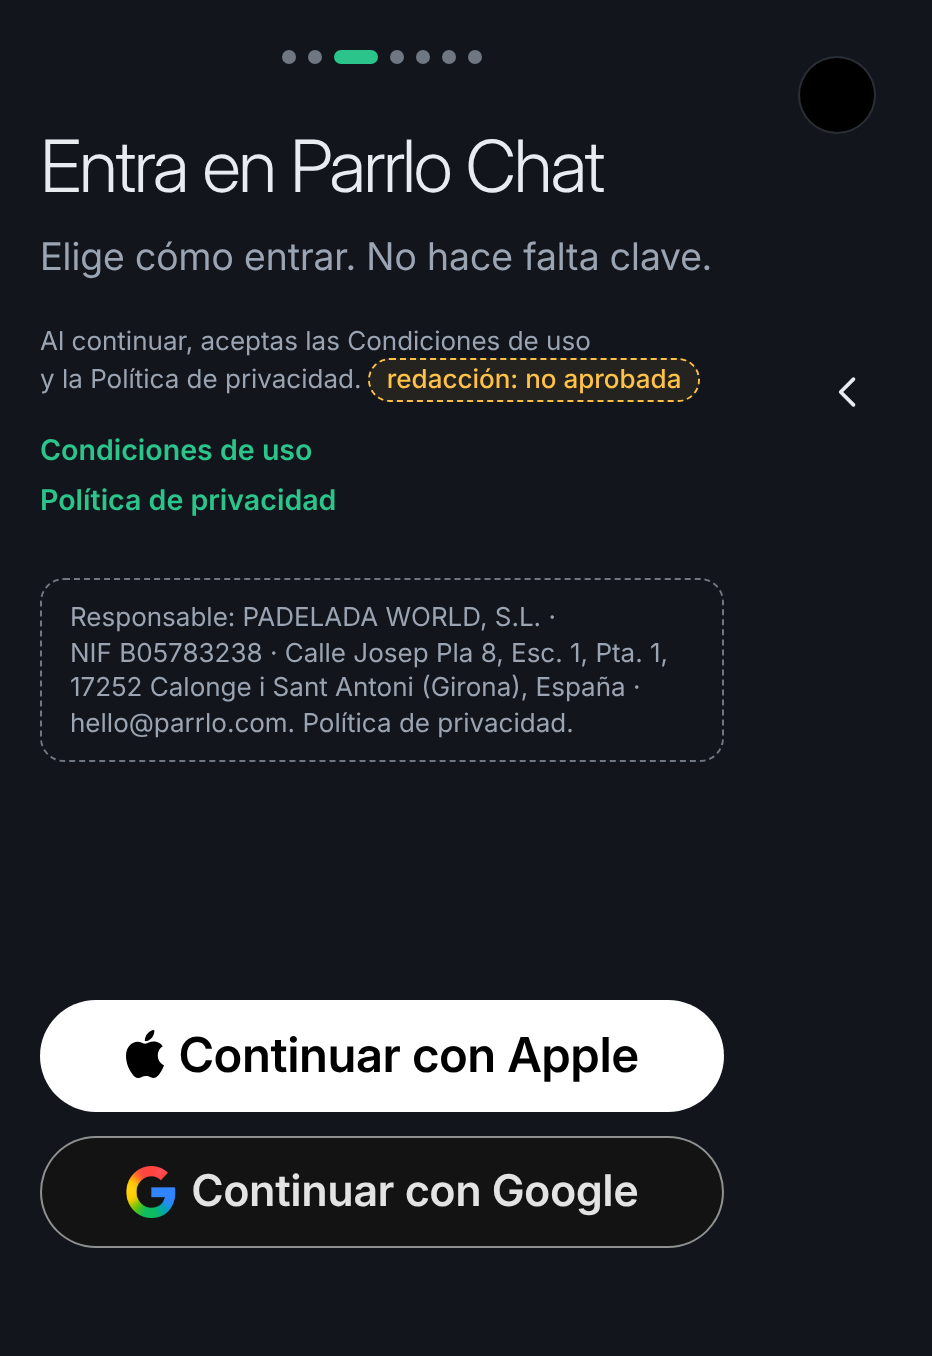 Entra en Parrlo Chat
Elige cómo entrar. No hace falta clave.
Al continuar, aceptas las Condiciones de uso
y la Política de privacidad. redacción: no aprobada
Condiciones de uso
Política de privacidad
Responsable: PADELADA WORLD, S.L. ·
NIF B05783238 · Calle Josep Pla 8, Esc. 1, Pta. 1,
17252 Calonge i Sant Antoni (Girona), España ·
hello@parrlo.com. Política de privacidad.
Continuar con Apple
Continuar con Google